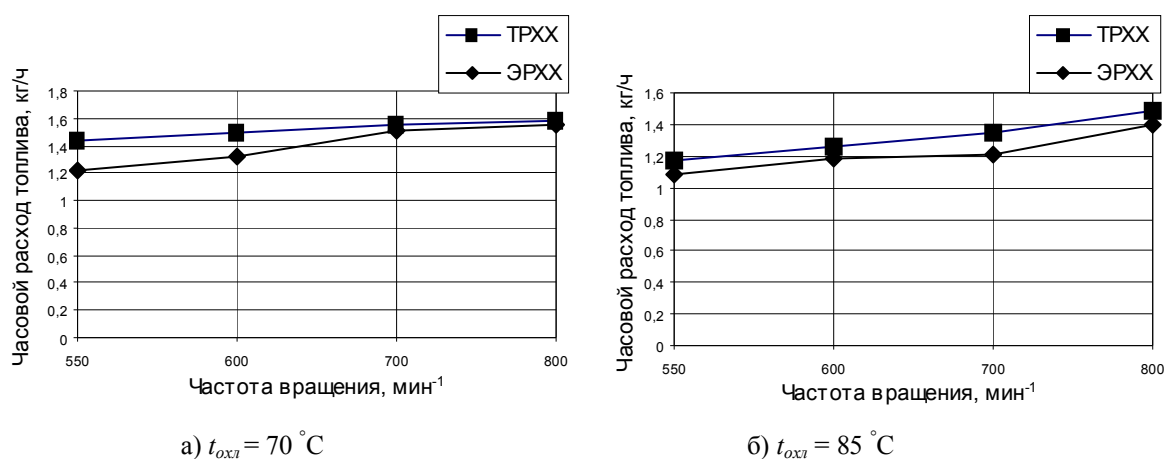 ТРХХ
ЭРХХ
Часовой расход топлива, кг/ч
1,8
1,6
1,4
1,2
1
0,8
0,6
0,4
0,2
0
550 600 700 800
Частота вращения, мин⁻¹
а) tохл = 70 °С
ТРХХ
ЭРХХ
Часовой расход топлива, кг/ч
1,6
1,4
1,2
1
0,8
0,6
0,4
0,2
0
550 600 700 800
Частота вращения, мин⁻¹
б) tохл = 85 °С